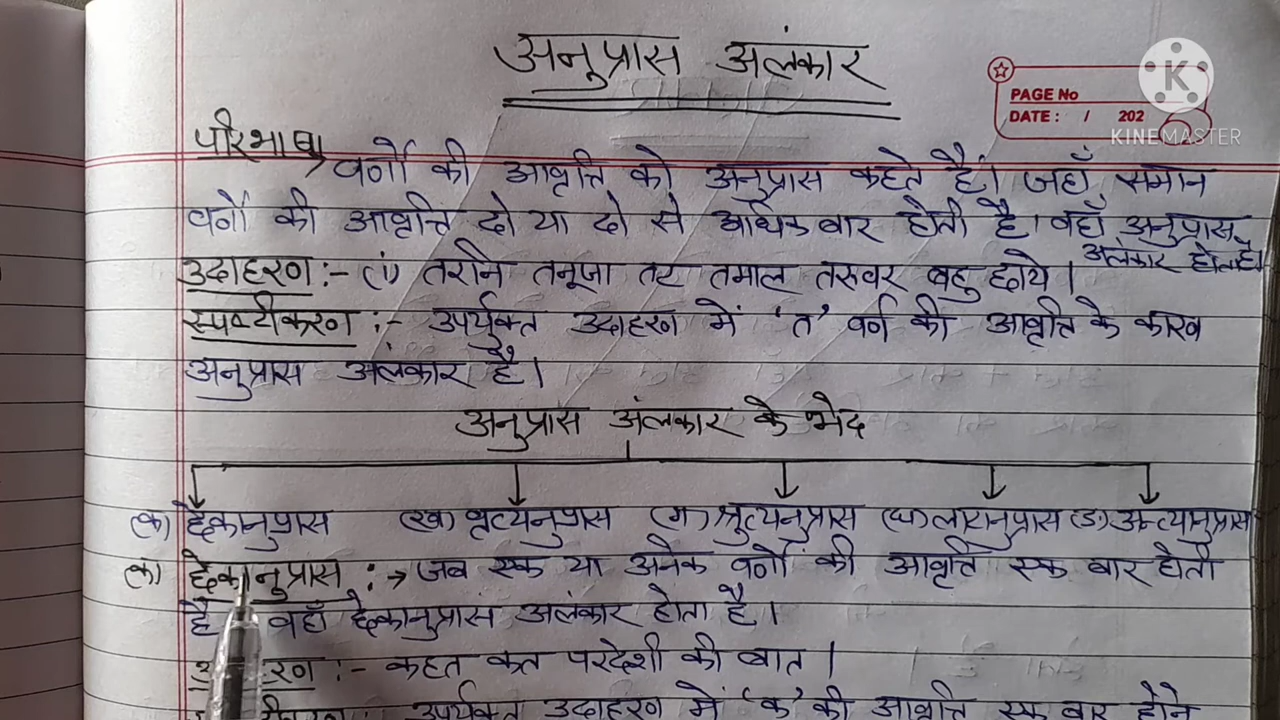 अनुप्रास अलंकार
PAGE No
DATE : / 202
KINEMASTER
परिभाषा → वर्णों की आवृत्ति को अनुप्रास कहते हैं। जहाँ समान
वर्णों की आवृत्ति दो या दो से अधिक बार होती है। वहाँ अनुप्रास
अलंकार होता है।
उदाहरण :- (i) तरनि तनूजा तट तमाल तरुवर बहु छाये।
स्पष्टीकरण :- उपर्युक्त उदाहरण में 'त' वर्ण की आवृत्ति के कारण
अनुप्रास अलंकार है।
अनुप्रास अंलकार के भेद
(क) छेकानुप्रास (ख) वृत्यनुप्रास (ग) श्रुत्यनुप्रास (घ) लाटानुप्रास (ङ) अन्त्यानुप्रास
क) छेकानुप्रास :→ जब एक या अनेक वर्णों की आवृत्ति एक बार होती
है वहाँ छेकानुप्रास अलंकार होता है।
:- कहत कत परदेशी की बात।
उपर्युक्त उदाहरण में 'क' की आवृत्ति एक बार होने